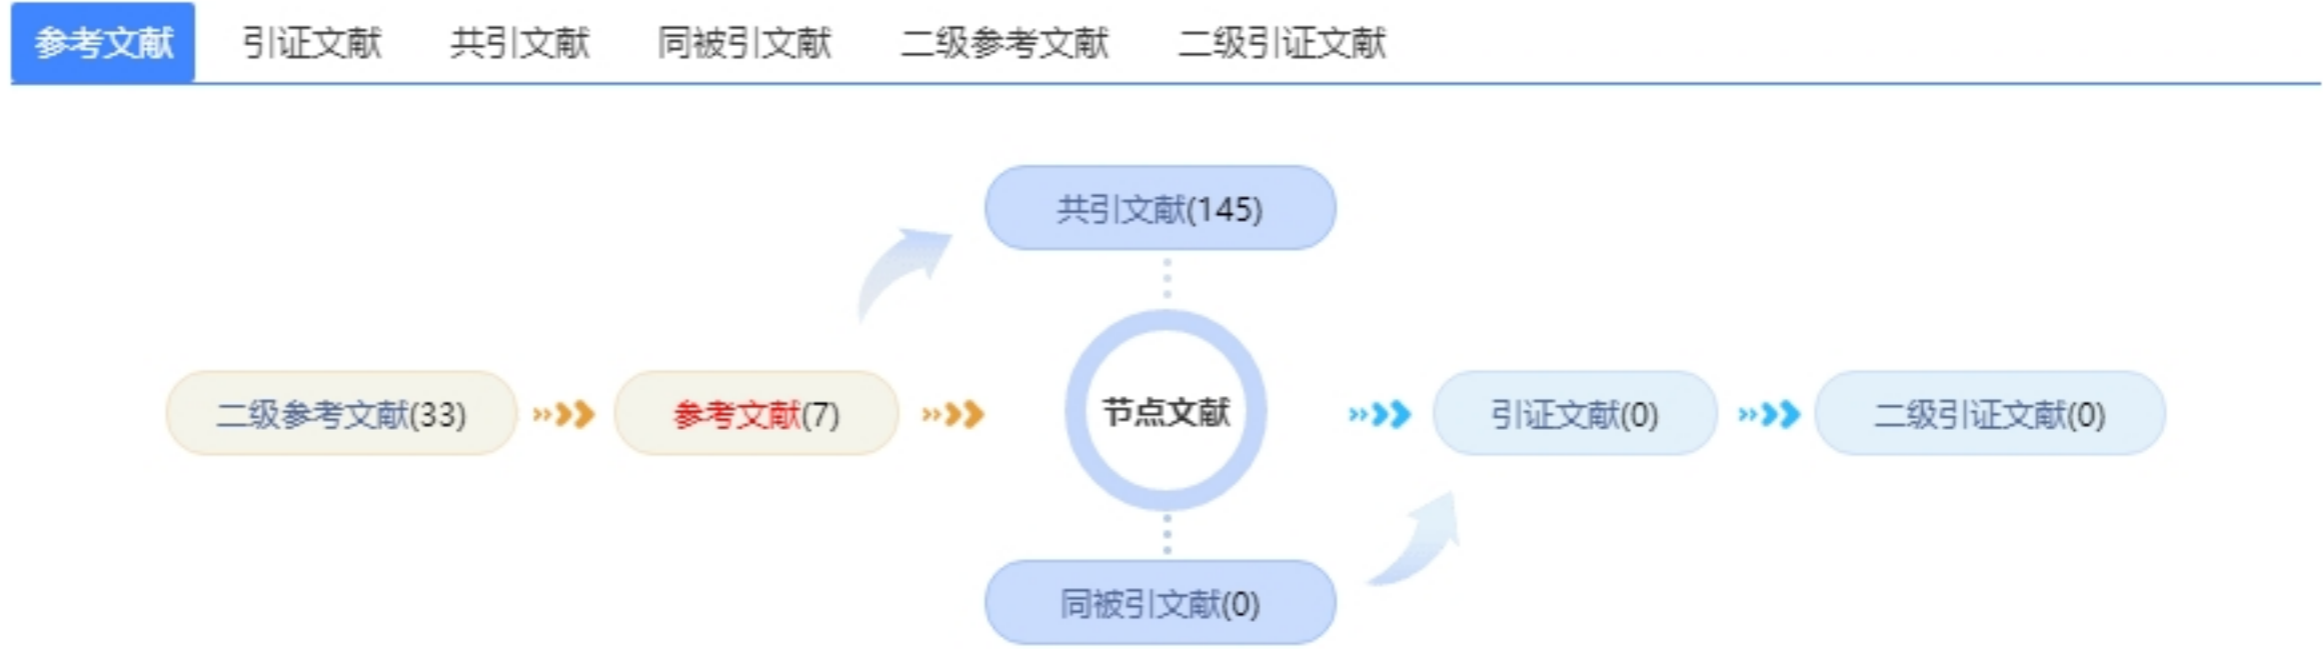 参考文献 引证文献 共引文献 同被引文献 二级参考文献 二级引证文献
共引文献(145)
二级参考文献(33) 参考文献(7) 节点文献 引证文献(0) 二级引证文献(0)
同被引文献(0)